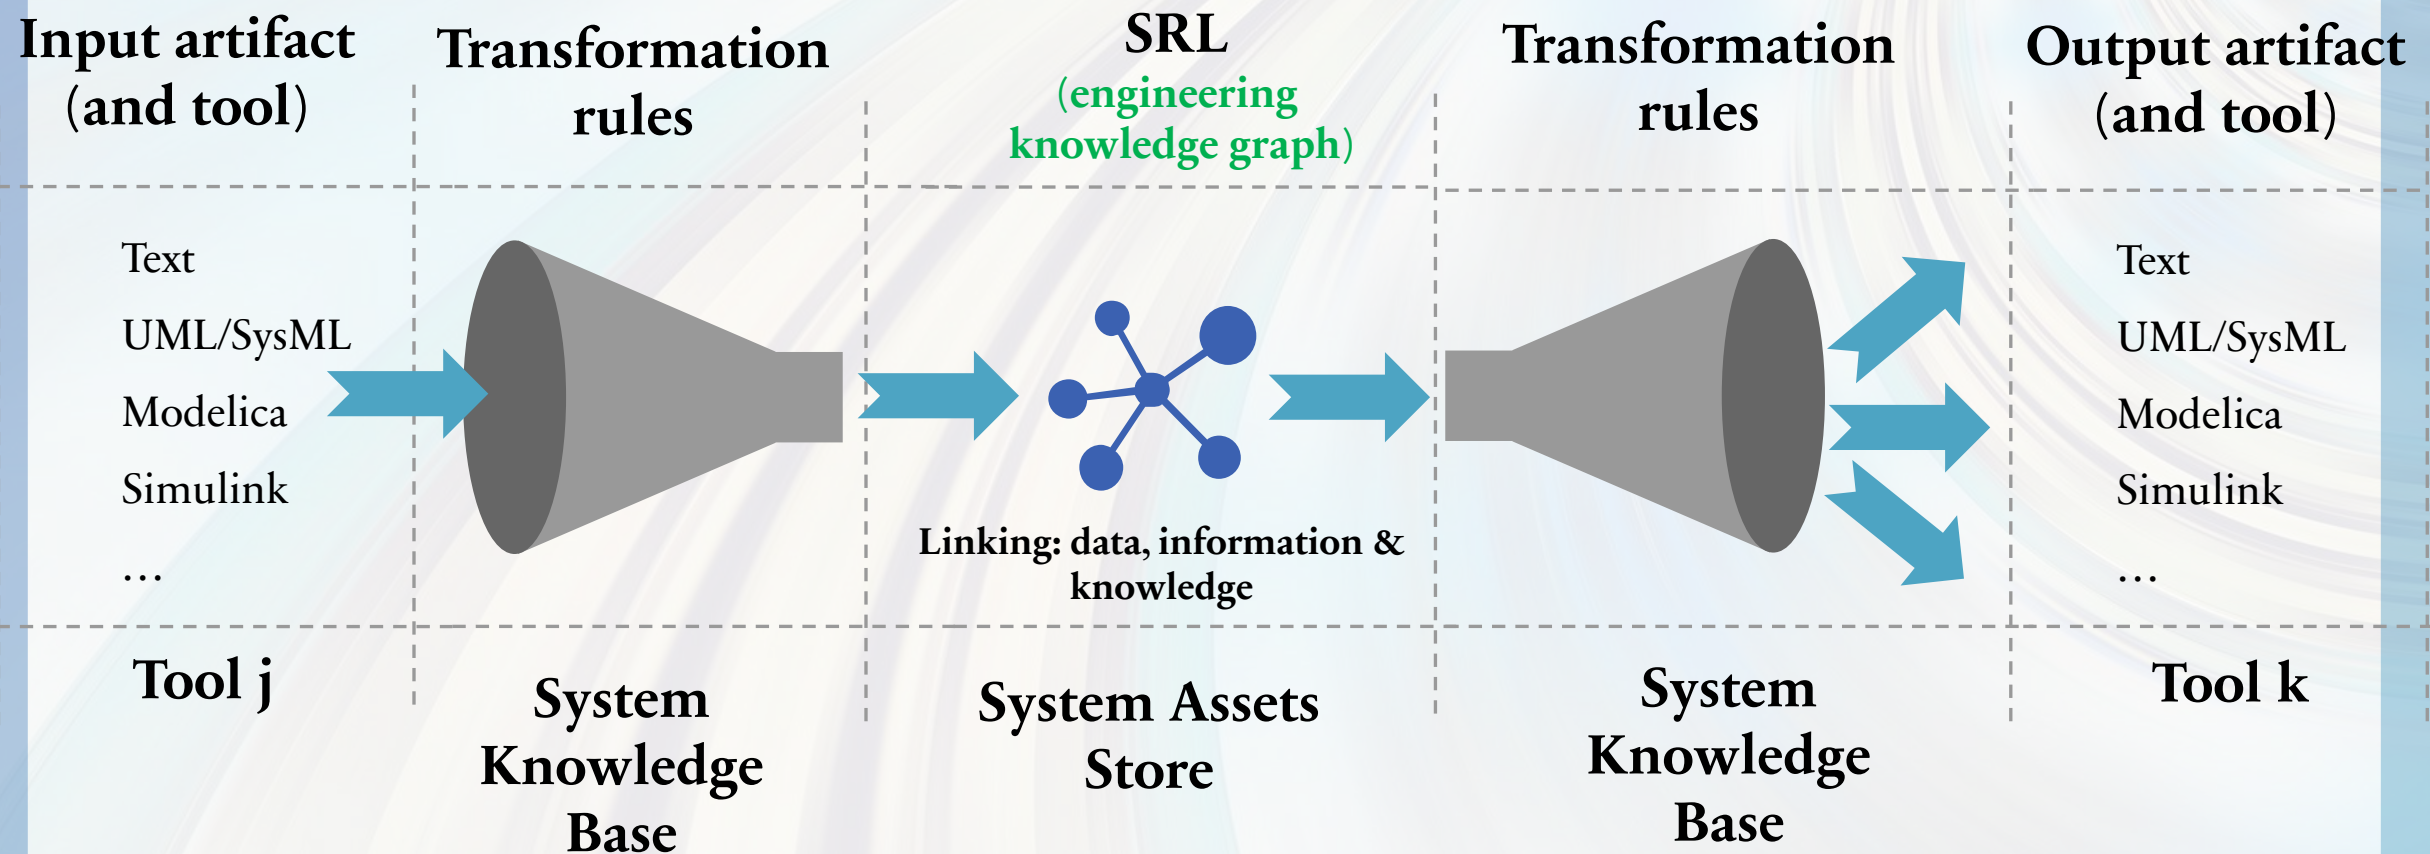 Input artifact
(and tool)
Transformation
rules
SRL
(engineering
knowledge graph)
Transformation
rules
Output artifact
(and tool)
Text
UML/SysML
Modelica
Simulink
…
Linking: data, information &
knowledge
Text
UML/SysML
Modelica
Simulink
…
Tool j
System
Knowledge
Base
System Assets
Store
System
Knowledge
Base
Tool k